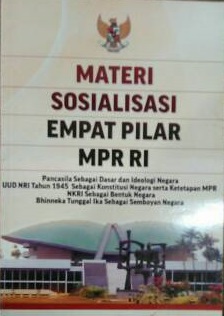 MATERI
SOSIALISASI
EMPAT PILAR
MPR RI
Pancasila Sebagai Dasar dan Ideologi Negara
UUD NRI Tahun 1945 Sebagai Konstitusi Negara serta Ketetapan MPR
NKRI Sebagai Bentuk Negara
Bhinneka Tunggal Ika Sebagai Semboyan Negara